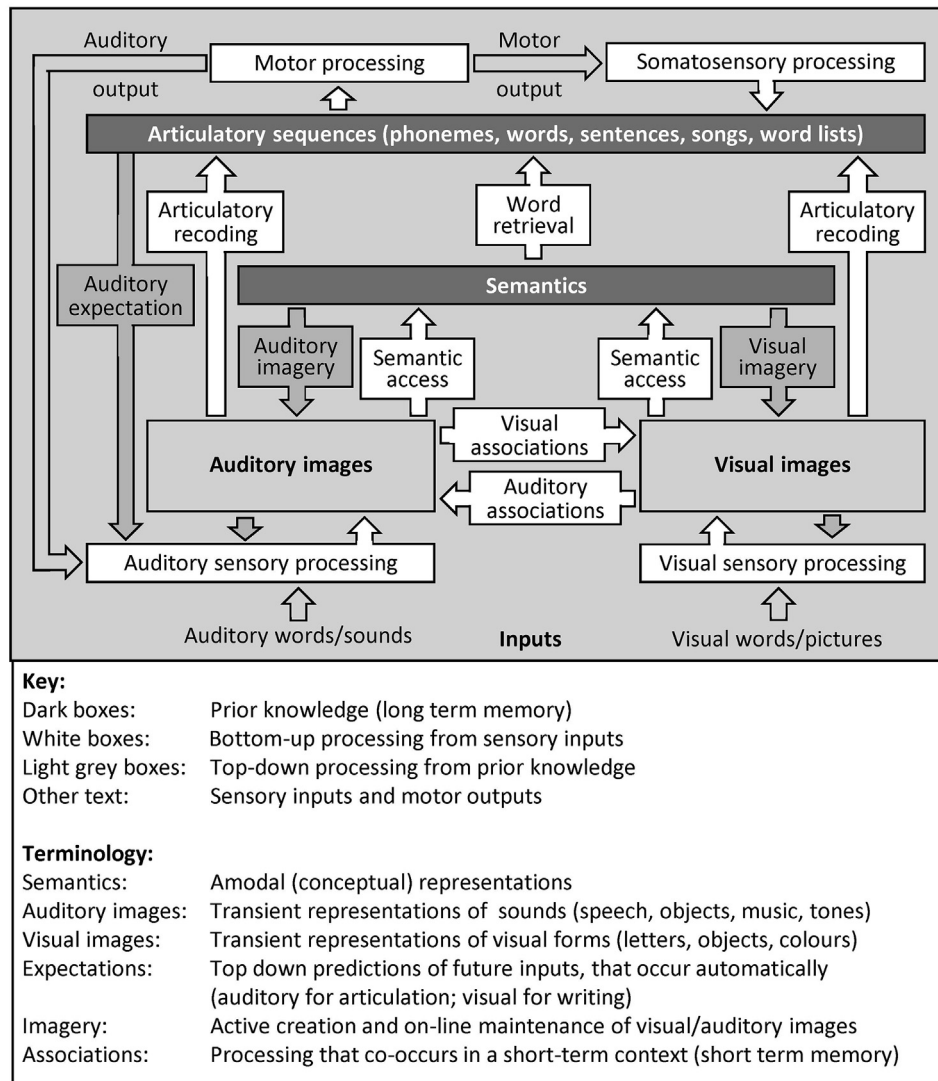 Auditory
output
Motor processing
Motor
output
Somatosensory processing
Articulatory sequences (phonemes, words, sentences, songs, word lists)
Articulatory
recoding
Word
retrieval
Articulatory
recoding
Auditory
expectation
Semantics
Auditory
imagery
Semantic
access
Semantic
access
Visual
imagery
Auditory images
Visual
associations
Auditory
associations
Visual images
Auditory sensory processing
Visual sensory processing
Auditory words/sounds
Inputs
Visual words/pictures
Key:
Dark boxes: Prior knowledge (long term memory)
White boxes: Bottom-up processing from sensory inputs
Light grey boxes: Top-down processing from prior knowledge
Other text: Sensory inputs and motor outputs
Terminology:
Semantics: Amodal (conceptual) representations
Auditory images: Transient representations of sounds (speech, objects, music, tones)
Visual images: Transient representations of visual forms (letters, objects, colours)
Expectations: Top down predictions of future inputs, that occur automatically
(auditory for articulation; visual for writing)
Imagery: Active creation and on-line maintenance of visual/auditory images
Associations: Processing that co-occurs in a short-term context (short term memory)